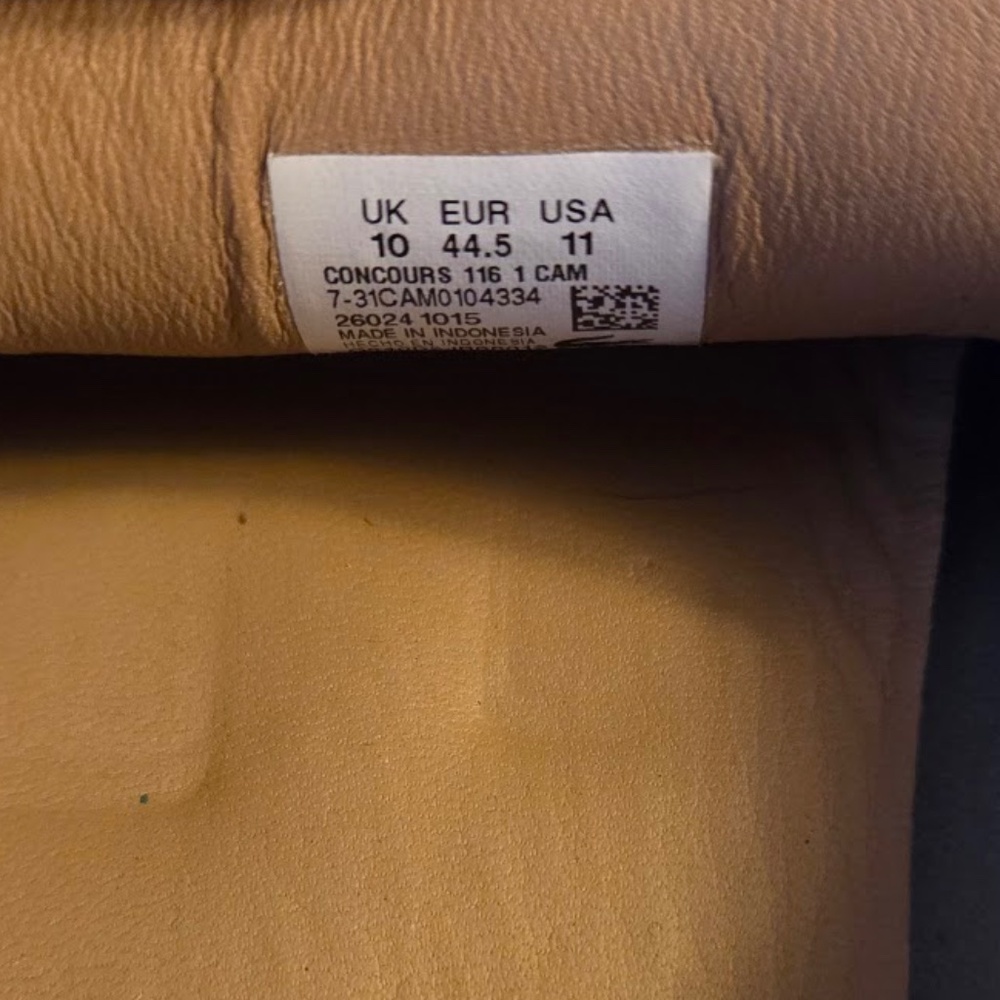 UK EUR USA
10 44.5 11
CONCOURS 116 1 CAM
7-31CAM0104334
26024 1015
MADE IN INDONESIA
HECHO EN INDONESIA